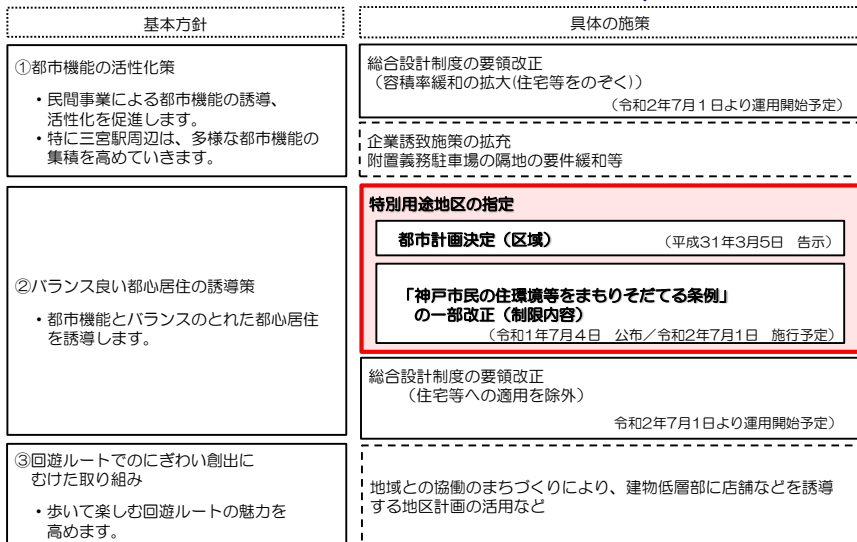 基本方針
具体の施策
①都市機能の活性化策
・民間事業による都市機能の誘導、
活性化を促進します。
・特に三宮駅周辺は、多様な都市機能の
集積を高めていきます。
総合設計制度の要領改正
（容積率緩和の拡大(住宅等をのぞく)）
（令和2年7月1日より運用開始予定）
企業誘致施策の拡充
附置義務駐車場の隔地の要件緩和等
②バランス良い都心居住の誘導策
・都市機能とバランスのとれた都心居住
を誘導します。
特別用途地区の指定
都市計画決定（区域）　（平成31年3月5日　告示）
「神戸市民の住環境等をまもりそだてる条例」
の一部改正（制限内容）
（令和1年7月4日　公布／令和2年7月1日　施行予定）
総合設計制度の要領改正
（住宅等への適用を除外）
令和2年7月1日より運用開始予定）
③回遊ルートでのにぎわい創出に
むけた取り組み
・歩いて楽しむ回遊ルートの魅力を
高めます。
地域との協働のまちづくりにより、建物低層部に店舗などを誘導
する地区計画の活用など